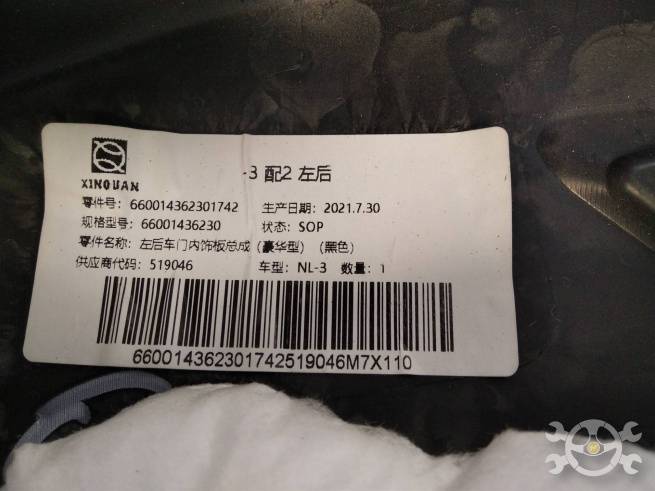 XINQUAN
-3 配2 左后
零件号: 660014362301742 生产日期: 2021.7.30
规格型号: 66001436230 状态: SOP
零件名称: 左后车门内饰板总成 (豪华型) (黑色)
供应商代码: 519046 车型: NL-3 数量: 1
660014362301742519046M7X110